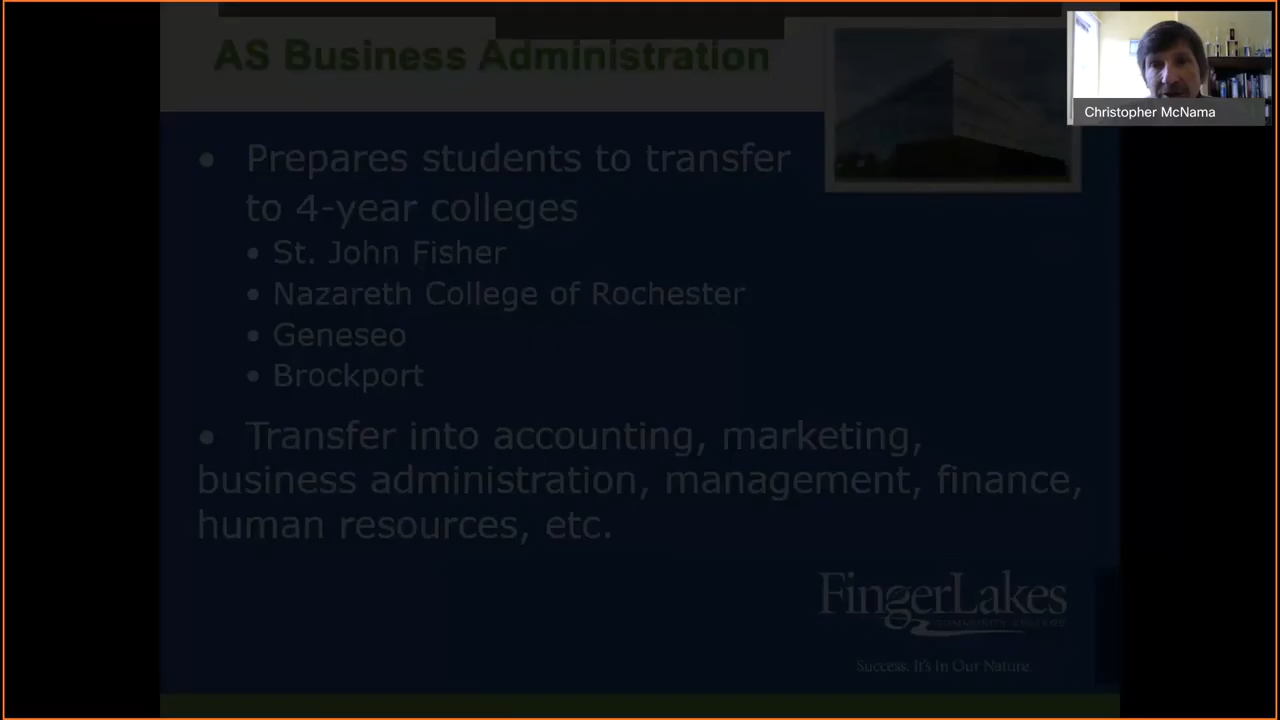 AS Business Administration
Christopher McNama
• Prepares students to transfer
to 4-year colleges
• St. John Fisher
• Nazareth College of Rochester
• Geneseo
• Brockport
• Transfer into accounting, marketing,
business administration, management, finance,
human resources, etc.
FingerLakes
COMMUNITY COLLEGE
Success. It's In Our Nature.